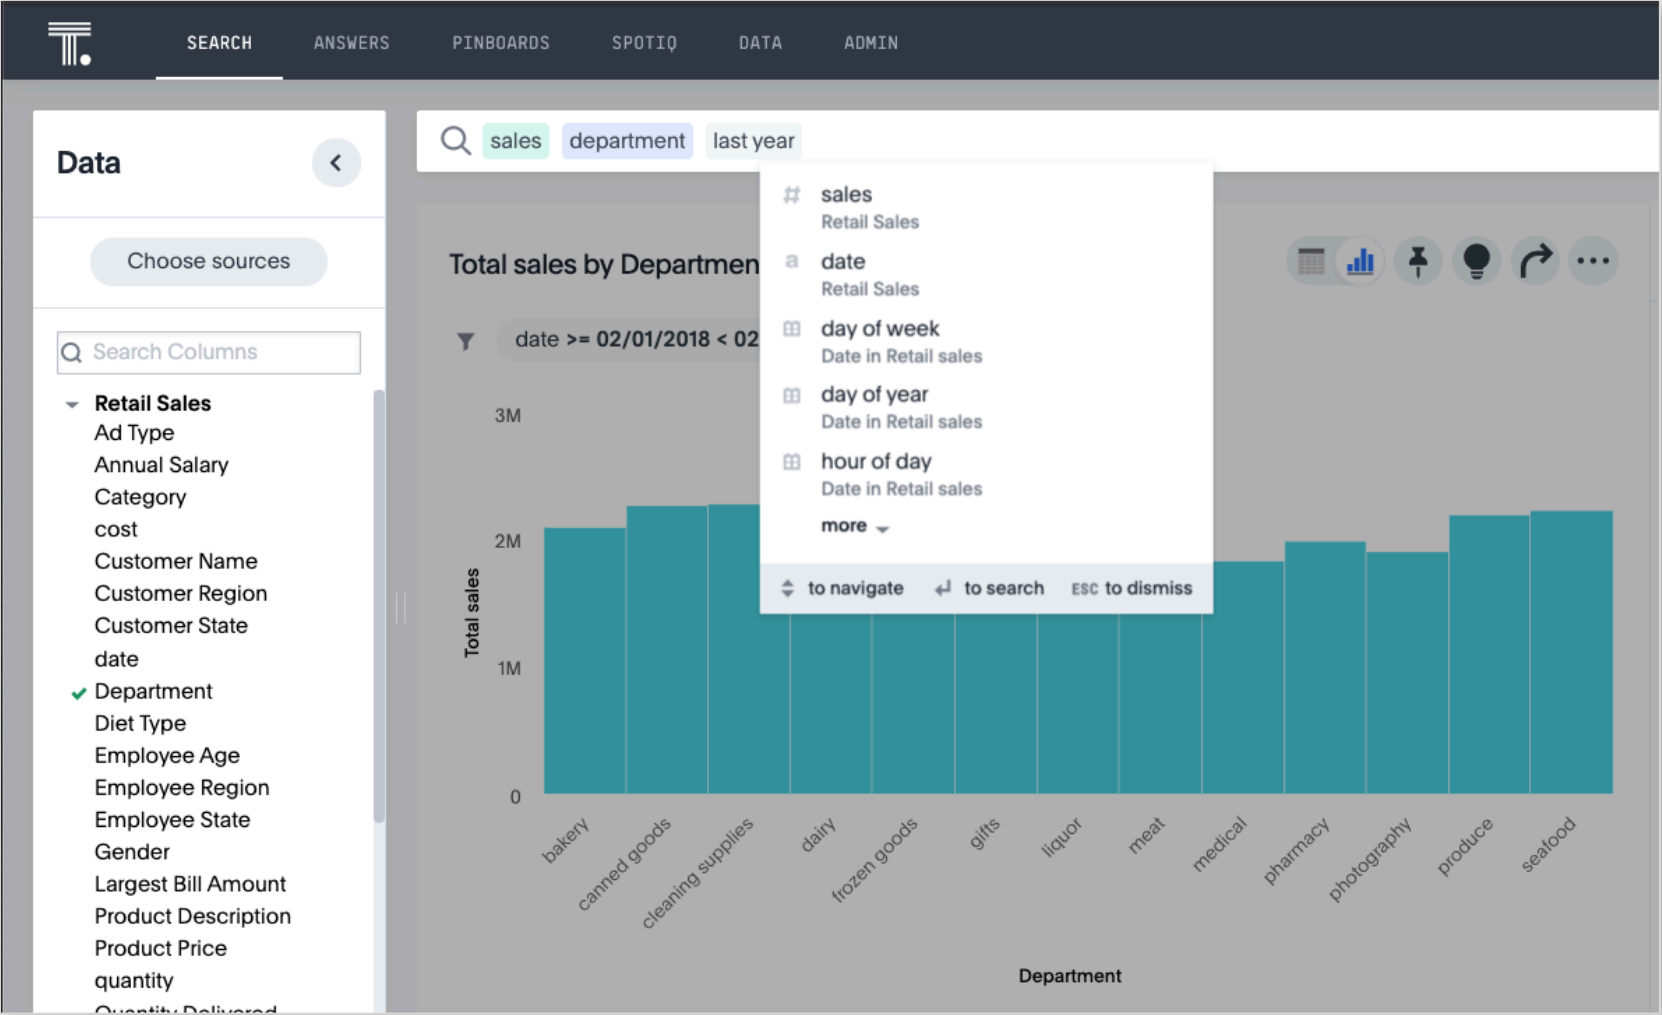 T.
SEARCH ANSWERS PINBOARDS SPOTIQ DATA ADMIN
Data
Choose sources
Search Columns
Retail Sales
Ad Type
Annual Salary
Category
cost
Customer Name
Customer Region
Customer State
date
Department
Diet Type
Employee Age
Employee Region
Employee State
Gender
Largest Bill Amount
Product Description
Product Price
quantity
Quantity Delivered
sales department last year
sales
Retail Sales
a date
Retail Sales
day of week
Date in Retail sales
day of year
Date in Retail sales
hour of day
Date in Retail sales
more
to navigate to search ESC to dismiss
Total sales by Departmen
date >= 02/01/2018 < 02
3M
2M
1M
0
Total sales
bakery
canned goods
cleaning supplies
dairy
frozen goods
gifts
liquor
meat
medical
pharmacy
photography
produce
seafood
Department